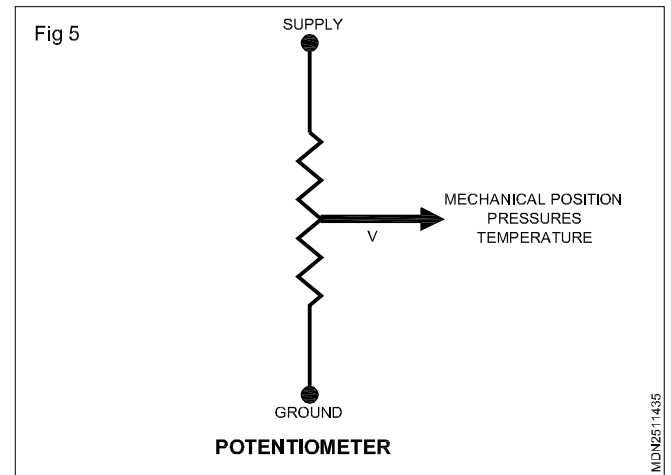 Fig 5
SUPPLY
MECHANICAL POSITION
PRESSURES
TEMPERATURE
V
GROUND
POTENTIOMETER
MDN2511435